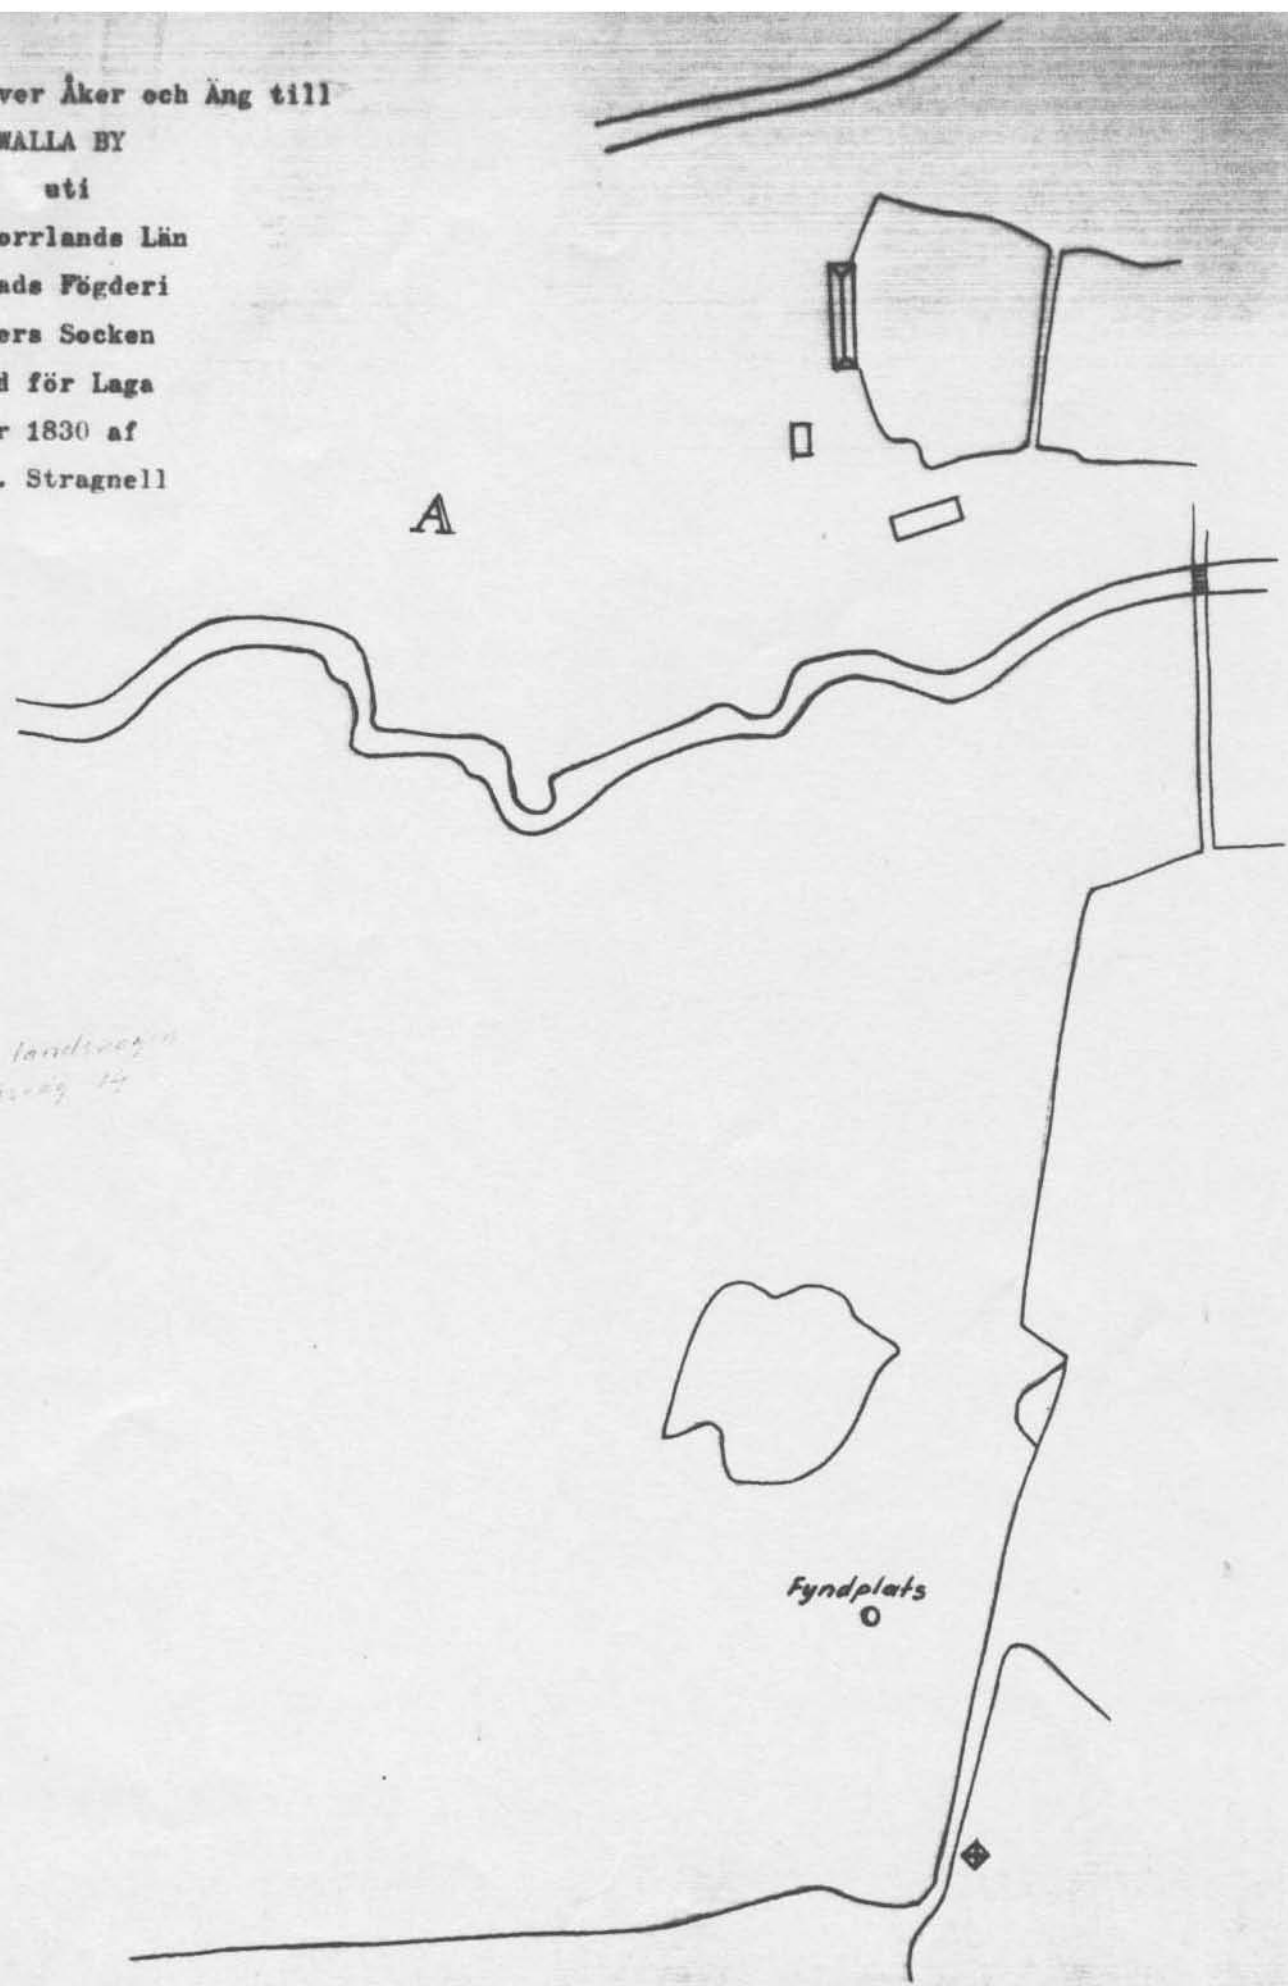 ver Åker och Äng till
WALLA BY
uti
orrlands Län
ads Fögderi
ers Socken
d för Laga
r 1830 af
. Stragnell
A
landsvägen
Fyndplats